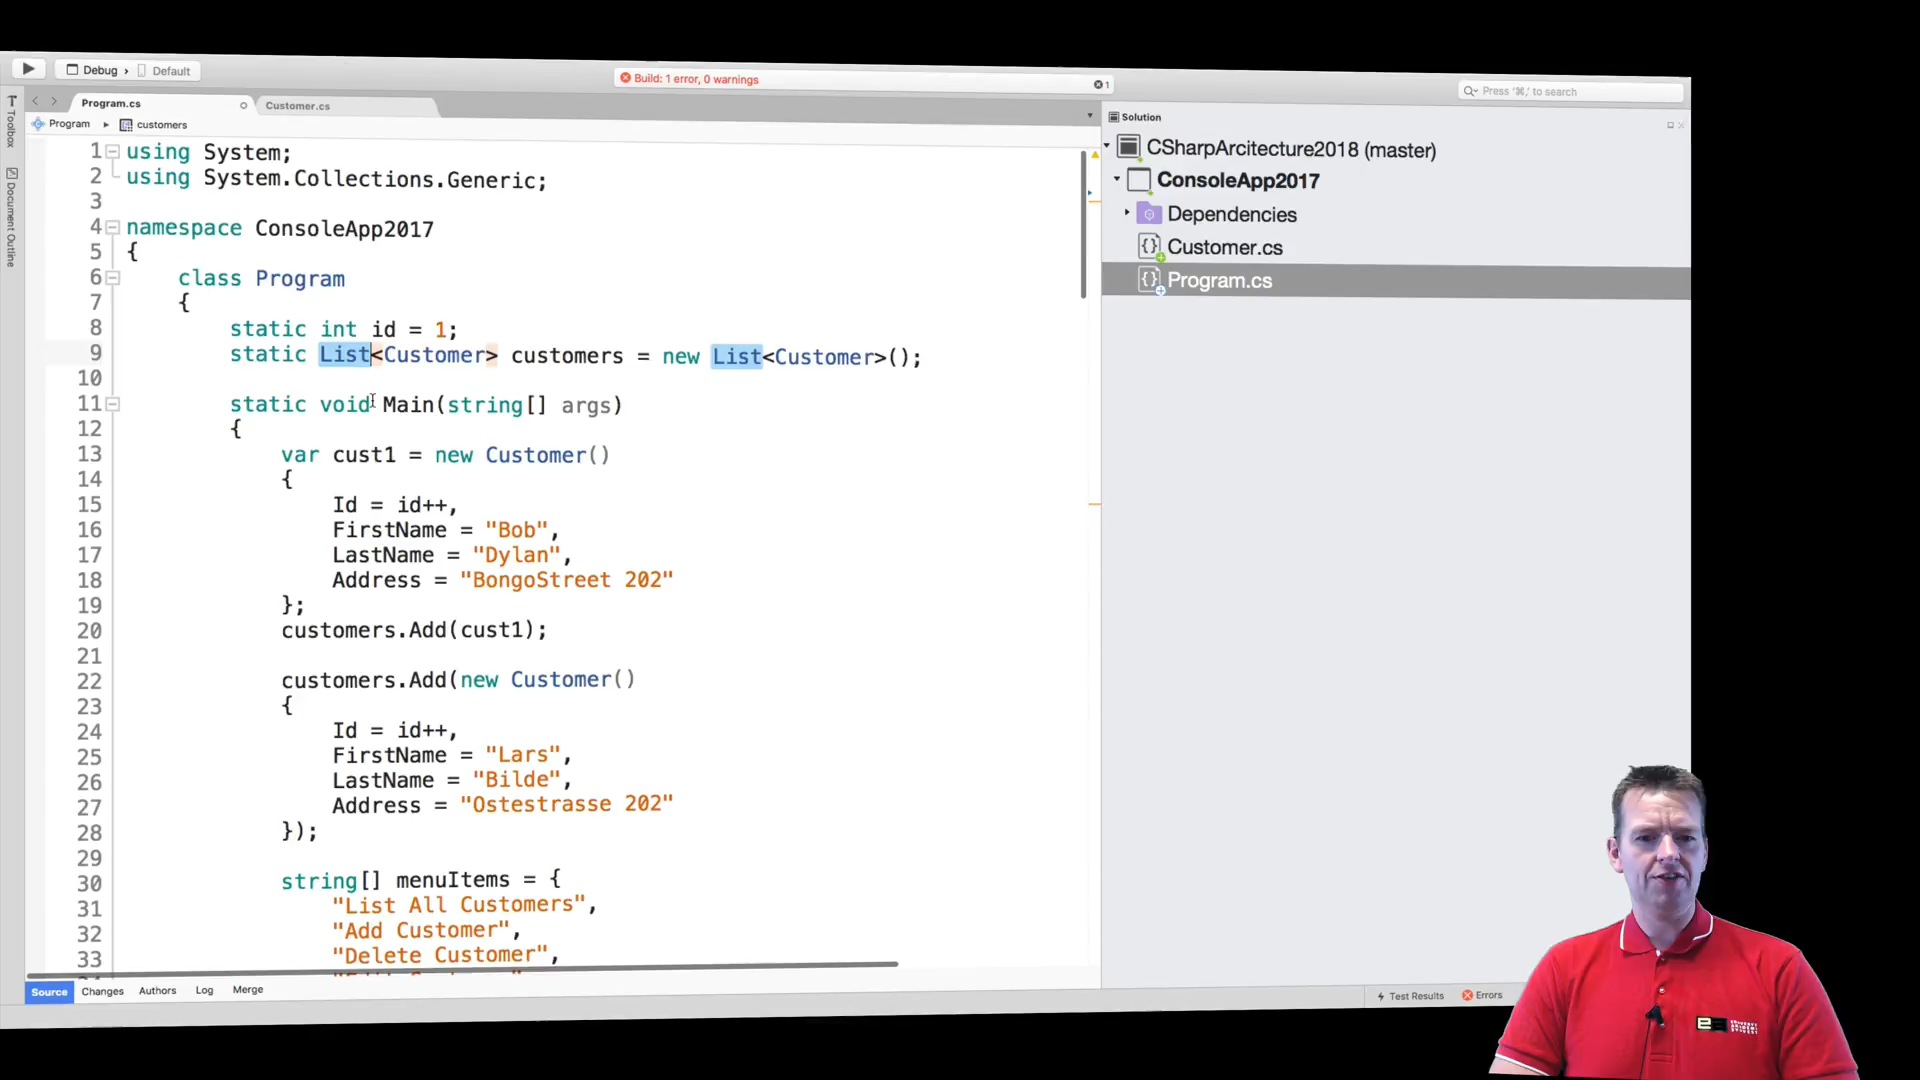 Debug › Default
Build: 1 error, 0 warnings
1
Press '⌘,' to search
Program.cs
Customer.cs
Program ▸ customers
Toolbox
Document Outline
1 using System;
2 using System.Collections.Generic;
3
4 namespace ConsoleApp2017
5 {
6 class Program
7 {
8 static int id = 1;
9 static List<Customer> customers = new List<Customer>();
10
11 static void Main(string[] args)
12 {
13 var cust1 = new Customer()
14 {
15 Id = id++,
16 FirstName = "Bob",
17 LastName = "Dylan",
18 Address = "BongoStreet 202"
19 };
20 customers.Add(cust1);
21
22 customers.Add(new Customer()
23 {
24 Id = id++,
25 FirstName = "Lars",
26 LastName = "Bilde",
27 Address = "Ostestrasse 202"
28 });
29
30 string[] menuItems = {
31 "List All Customers",
32 "Add Customer",
33 "Delete Customer",
Source Changes Authors Log Merge
Solution
CSharpArcitecture2018 (master)
ConsoleApp2017
Dependencies
Customer.cs
Program.cs
Test Results
Errors